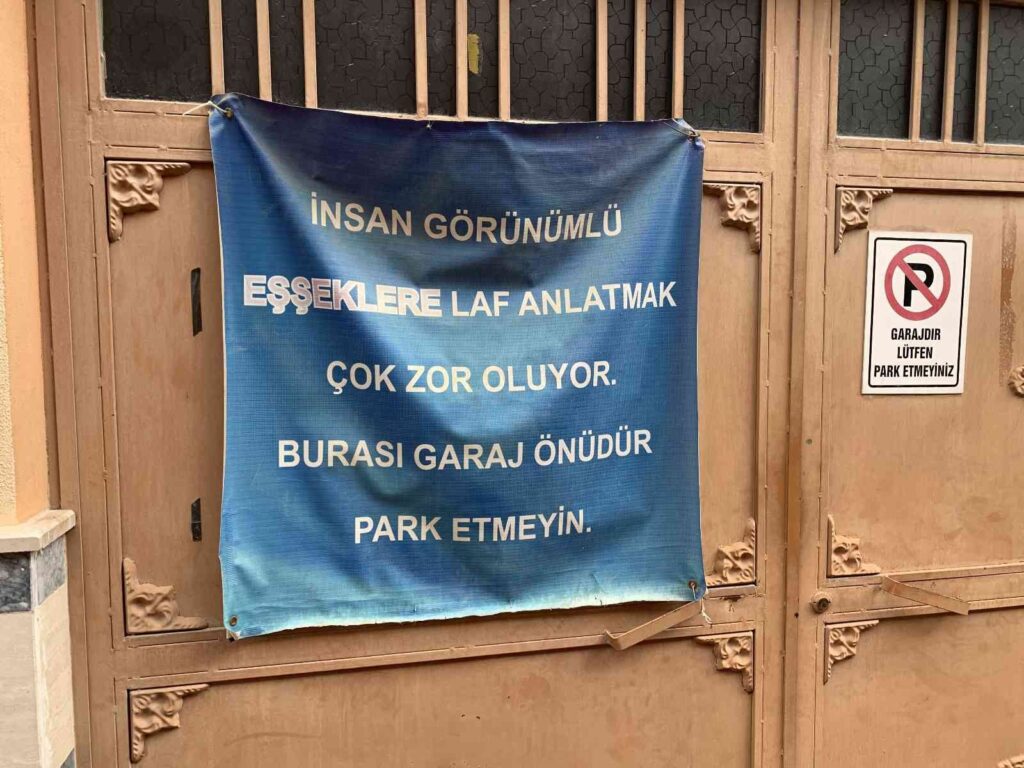 İNSAN GÖRÜNÜMLÜ
EŞŞEKLERE LAF ANLATMAK
ÇOK ZOR OLUYOR.
BURASI GARAJ ÖNÜDÜR
PARK ETMEYİN.
P
GARAJDIR
LÜTFEN
PARK ETMEYİNİZ